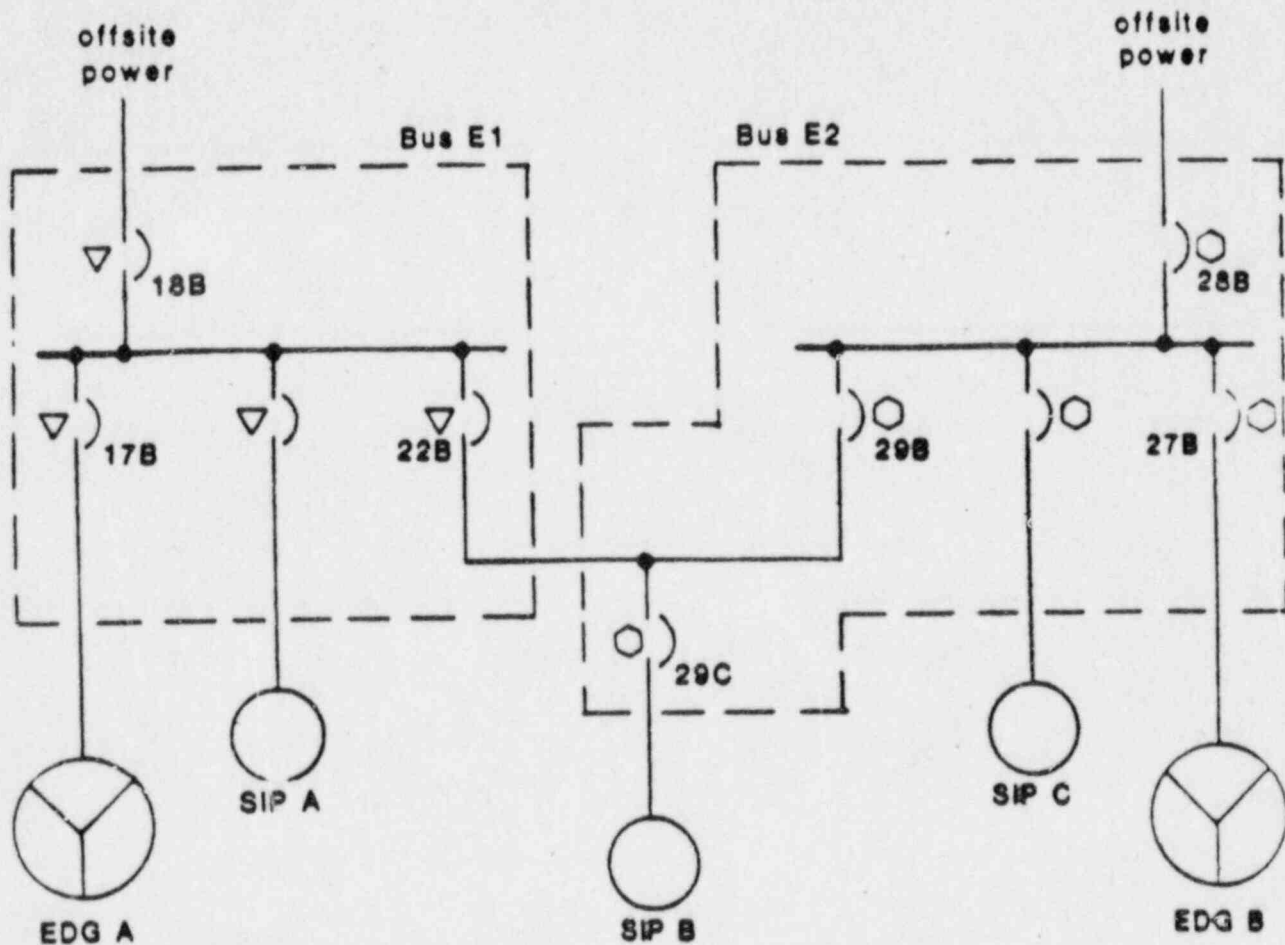 offsite
power
offsite
power
Bus E1
Bus E2
18B
28B
17B
22B
29B
27B
29C
SIP A
SIP C
EDG A
SIP B
EDG B